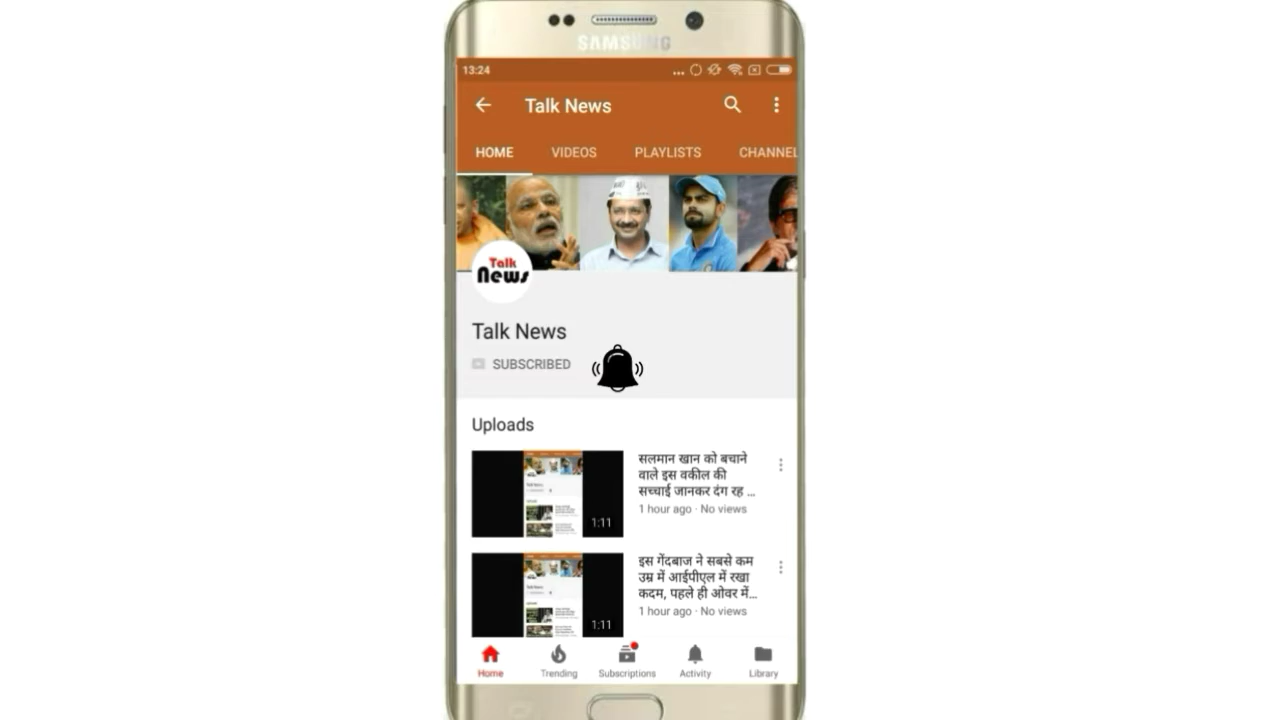 SAMSUNG
13:24
Talk News
HOME VIDEOS PLAYLISTS CHANNEL
Talk
News
Talk News
SUBSCRIBED
Uploads
सलमान खान को बचाने
वाले इस वकील की
सच्चाई जानकर दंग रह ...
1 hour ago · No views
1:11
इस गेंदबाज ने सबसे कम
उम्र में आईपीएल में रखा
कदम, पहले ही ओवर में...
1 hour ago · No views
1:11
Home Trending Subscriptions Activity Library